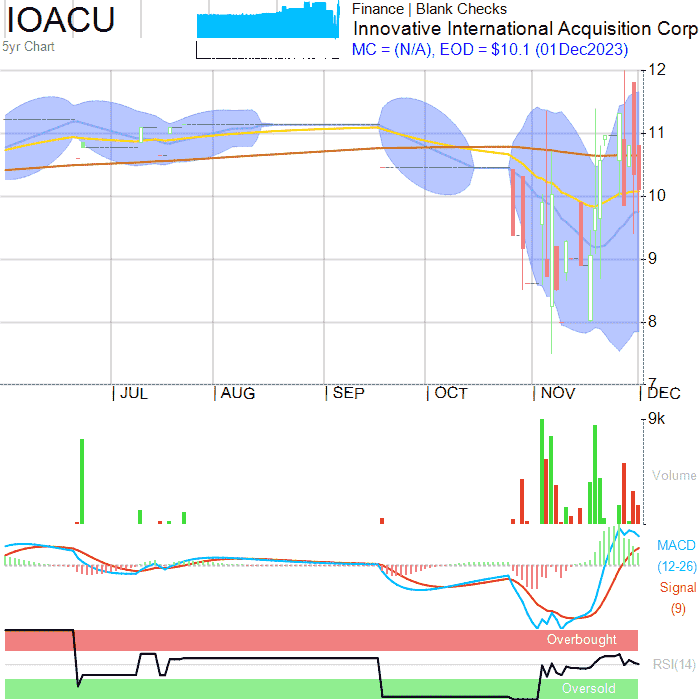 IOACU
5yr Chart
Finance | Blank Checks
Innovative International Acquisition Corp
MC = (N/A), EOD = $10.1 (01Dec2023)
12
11
10
9
8
7
JUL
AUG
SEP
OCT
NOV
DEC
9k
Volume
MACD
(12-26)
Signal
(9)
Overbought
RSI(14)
Oversold